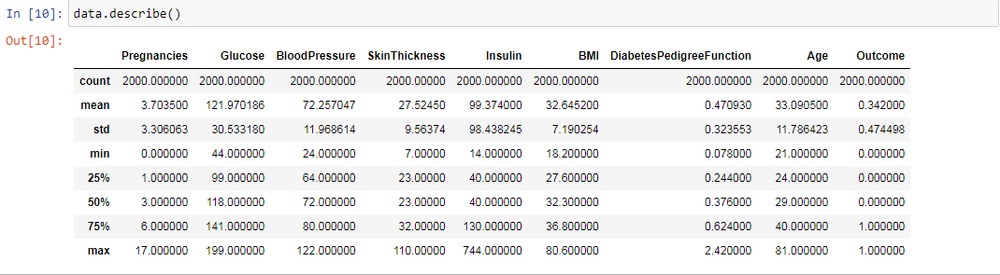 In [10]: data.describe()
Out[10]:
Pregnancies Glucose BloodPressure SkinThickness Insulin BMI DiabetesPedigreeFunction Age Outcome
count 2000.000000 2000.000000 2000.000000 2000.00000 2000.000000 2000.000000 2000.000000 2000.000000 2000.000000
mean 3.703500 121.970186 72.257047 27.52450 99.374000 32.645200 0.470930 33.090500 0.342000
std 3.306063 30.533180 11.968614 9.56374 98.438245 7.190254 0.323553 11.786423 0.474498
min 0.000000 44.000000 24.000000 7.00000 14.000000 18.200000 0.078000 21.000000 0.000000
25% 1.000000 99.000000 64.000000 23.00000 40.000000 27.600000 0.244000 24.000000 0.000000
50% 3.000000 118.000000 72.000000 23.00000 40.000000 32.300000 0.376000 29.000000 0.000000
75% 6.000000 141.000000 80.000000 32.00000 130.000000 36.800000 0.624000 40.000000 1.000000
max 17.000000 199.000000 122.000000 110.00000 744.000000 80.600000 2.420000 81.000000 1.000000